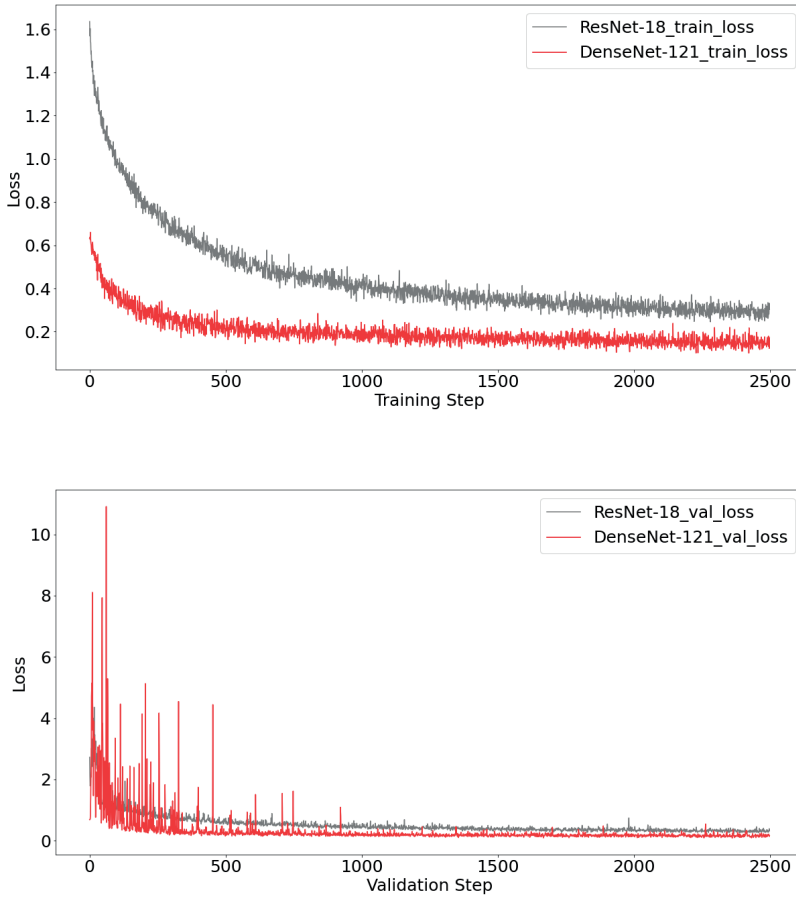 1.6
1.4
1.2
1.0
0.8
0.6
0.4
0.2
Loss
ResNet-18_train_loss
DenseNet-121_train_loss
0 500 1000 1500 2000 2500
Training Step
10
8
6
4
2
0
Loss
ResNet-18_val_loss
DenseNet-121_val_loss
0 500 1000 1500 2000 2500
Validation Step